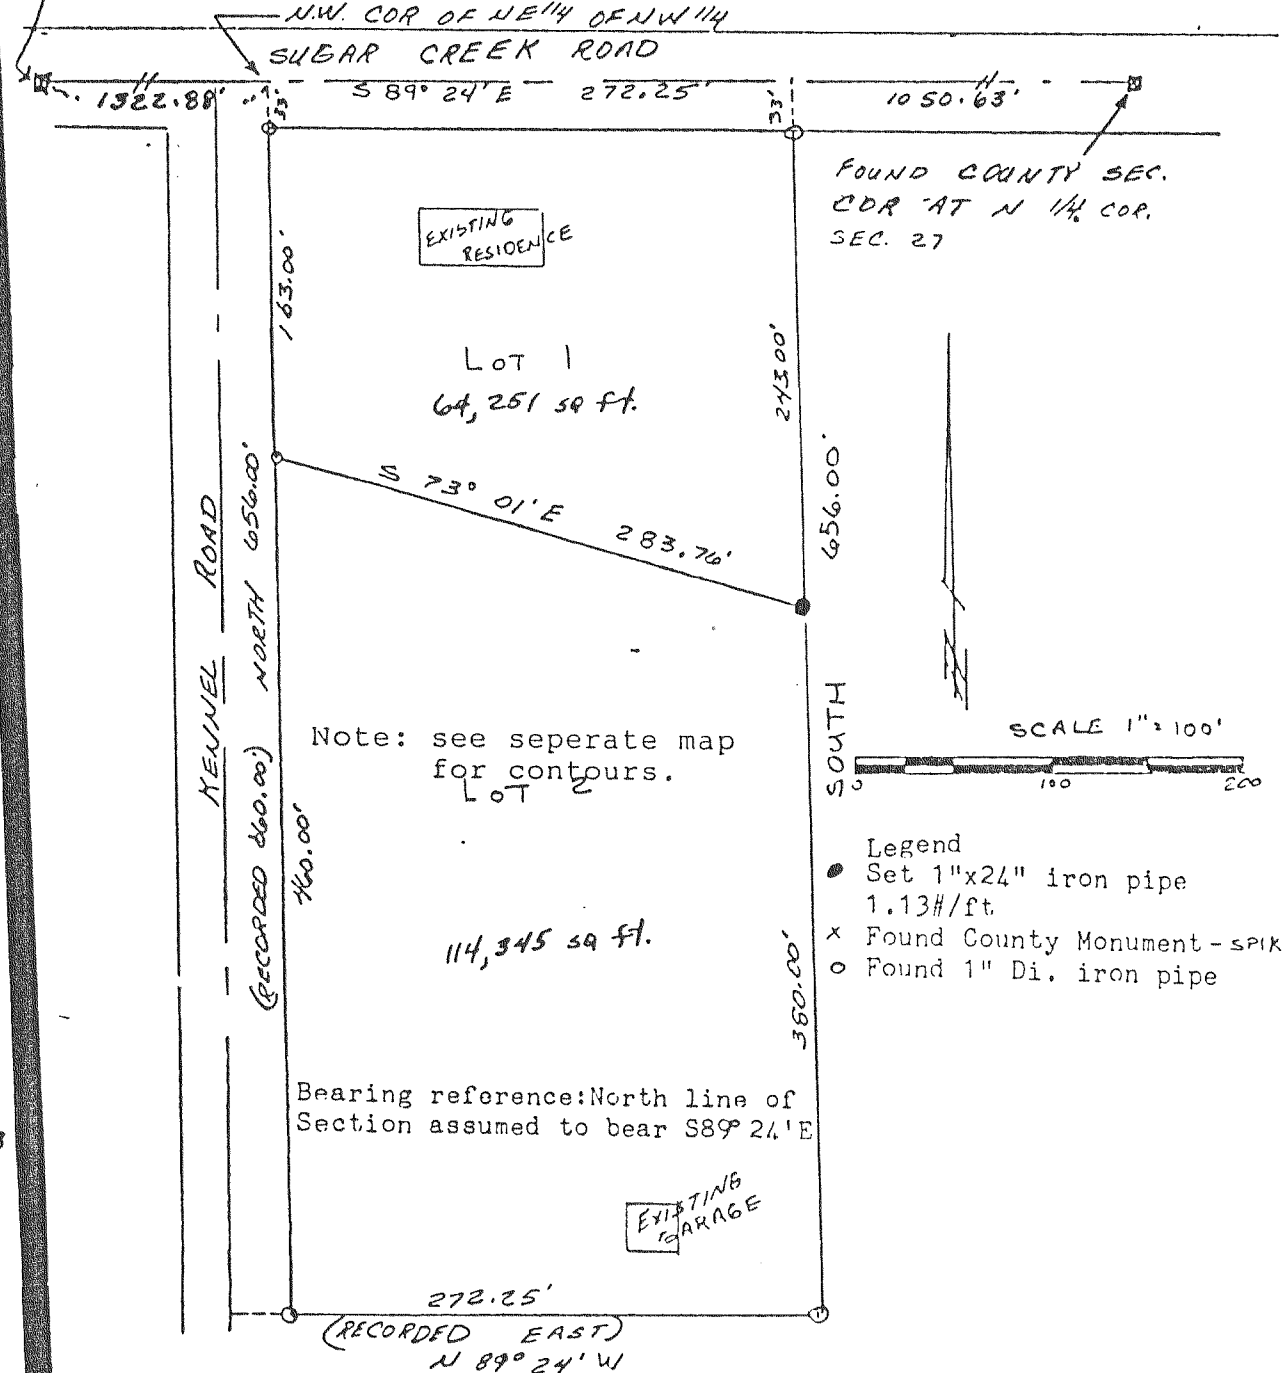 N.W. COR OF NE 1/4 OF NW 1/4
SUGAR CREEK ROAD
1322.88' S 89° 24' E 272.25' 1050.63'
33' 33'
FOUND COUNTY SEC.
COR AT N 1/4 COR.
SEC. 27
EXISTING
RESIDENCE
163.00'
243.00'
LOT 1
64,251 sq ft.
S 73° 01' E 283.76'
KENNEL ROAD
(RECORDED 660.00') NORTH 656.00'
SOUTH 656.00'
Note: see seperate map
for contours.
LOT 2
460.00'
114,345 sq ft.
380.00'
SCALE 1" = 100'
0 100 200
Legend
● Set 1"x24" iron pipe
1.13#/ft.
x Found County Monument - SPIK
o Found 1" Di. iron pipe
Bearing reference: North line of
Section assumed to bear S89° 24'E
EXISTING
GARAGE
272.25'
(RECORDED EAST)
N 89° 24' W